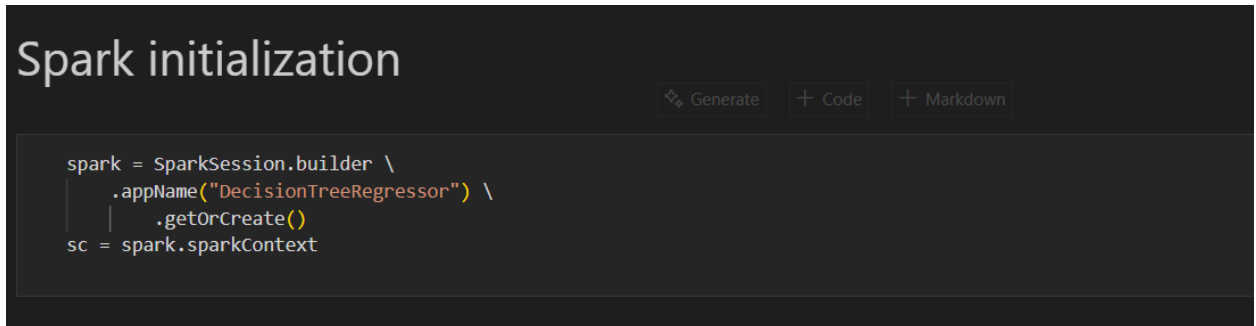 Spark initialization
Generate
Code
Markdown
spark = SparkSession.builder \
.appName("DecisionTreeRegressor") \
.getOrCreate()
sc = spark.sparkContext